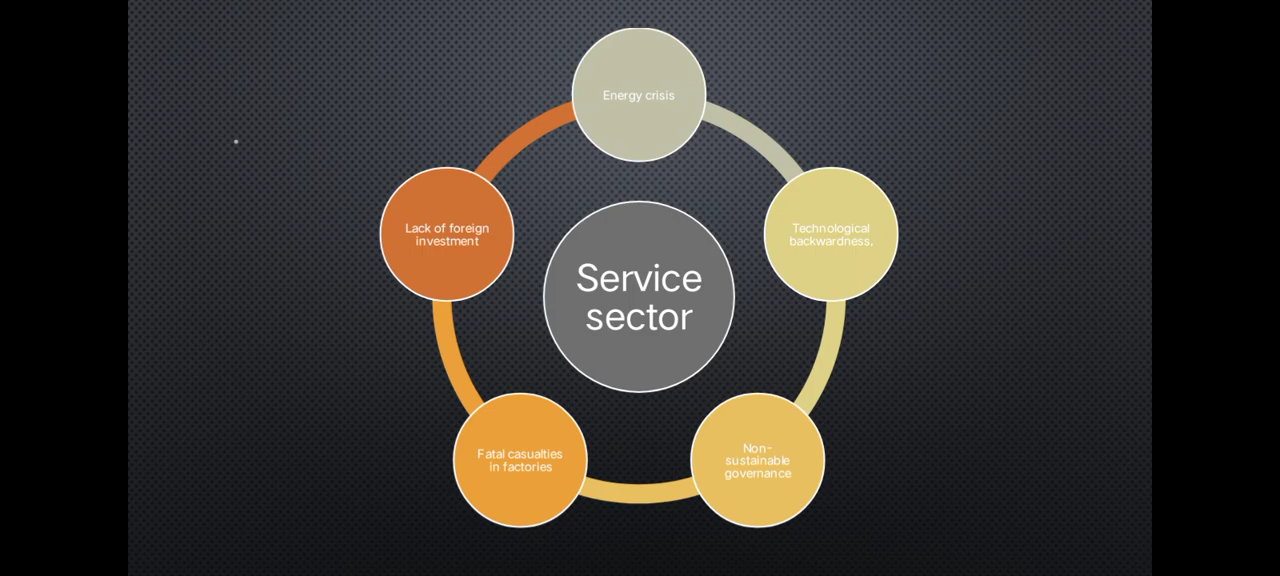 Energy crisis
Technological
backwardness,
Non-
sustainable
governance
Fatal casualties
in factories
Lack of foreign
investment
Service
sector